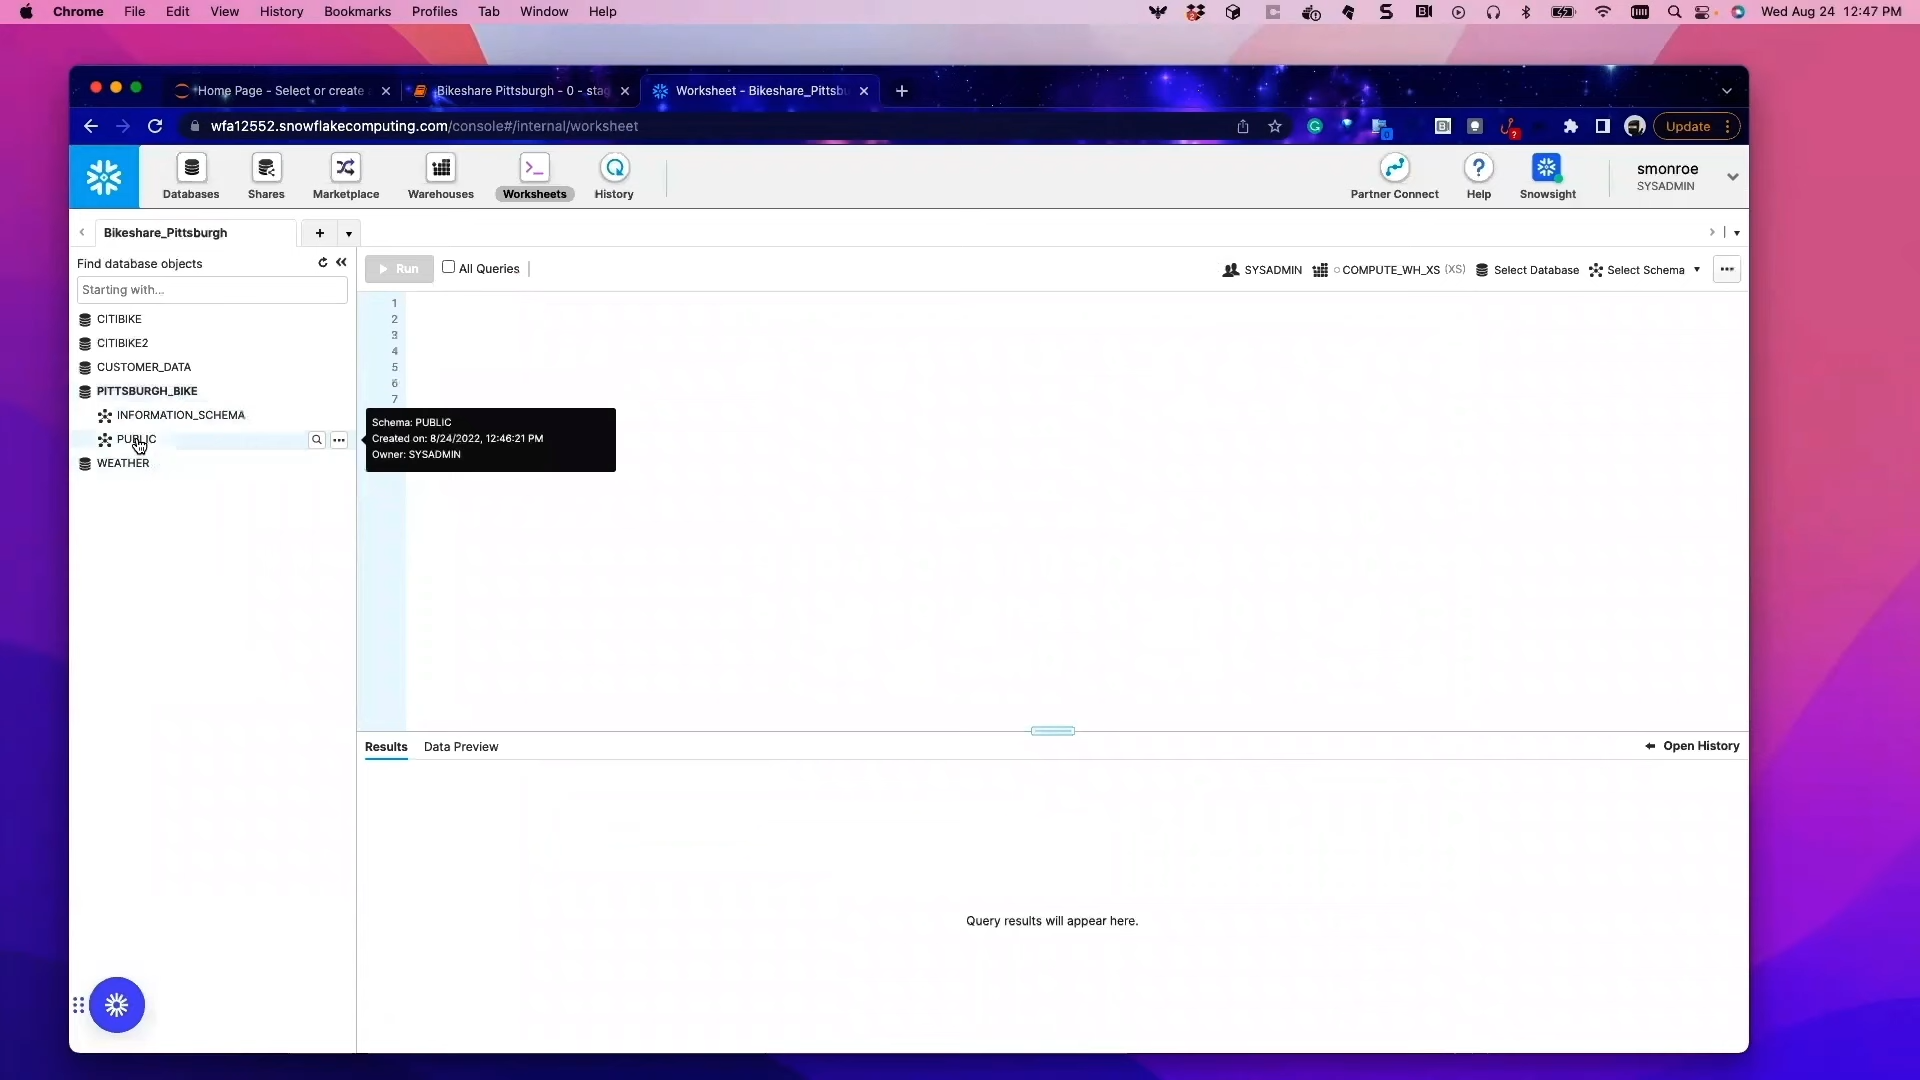 Chrome File Edit View History Bookmarks Profiles Tab Window Help
Wed Aug 24 12:47 PM
Home Page - Select or create
Bikeshare Pittsburgh - 0 - stag
Worksheet - Bikeshare_Pittsbu
wfa12552.snowflakecomputing.com/console#/internal/worksheet
Update
Databases
Shares
Marketplace
Warehouses
Worksheets
History
Partner Connect
Help
Snowsight
smonroe
SYSADMIN
Bikeshare_Pittsburgh
Find database objects
Starting with...
CITIBIKE
CITIBIKE2
CUSTOMER_DATA
PITTSBURGH_BIKE
INFORMATION_SCHEMA
PUBLIC
WEATHER
Run
All Queries
SYSADMIN
COMPUTE_WH_XS (XS)
Select Database
Select Schema
1
2
3
4
5
6
7
Schema: PUBLIC
Created on: 8/24/2022, 12:46:21 PM
Owner: SYSADMIN
Results
Data Preview
Open History
Query results will appear here.